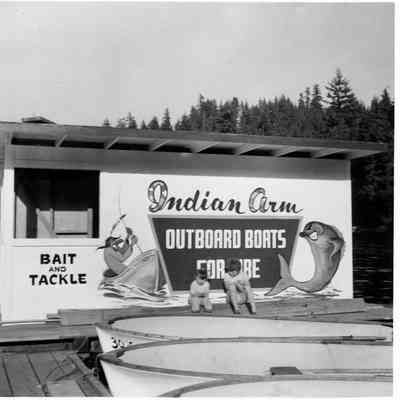 Indian Arm
OUTBOARD BOATS
FOR
BAIT
AND
TACKLE